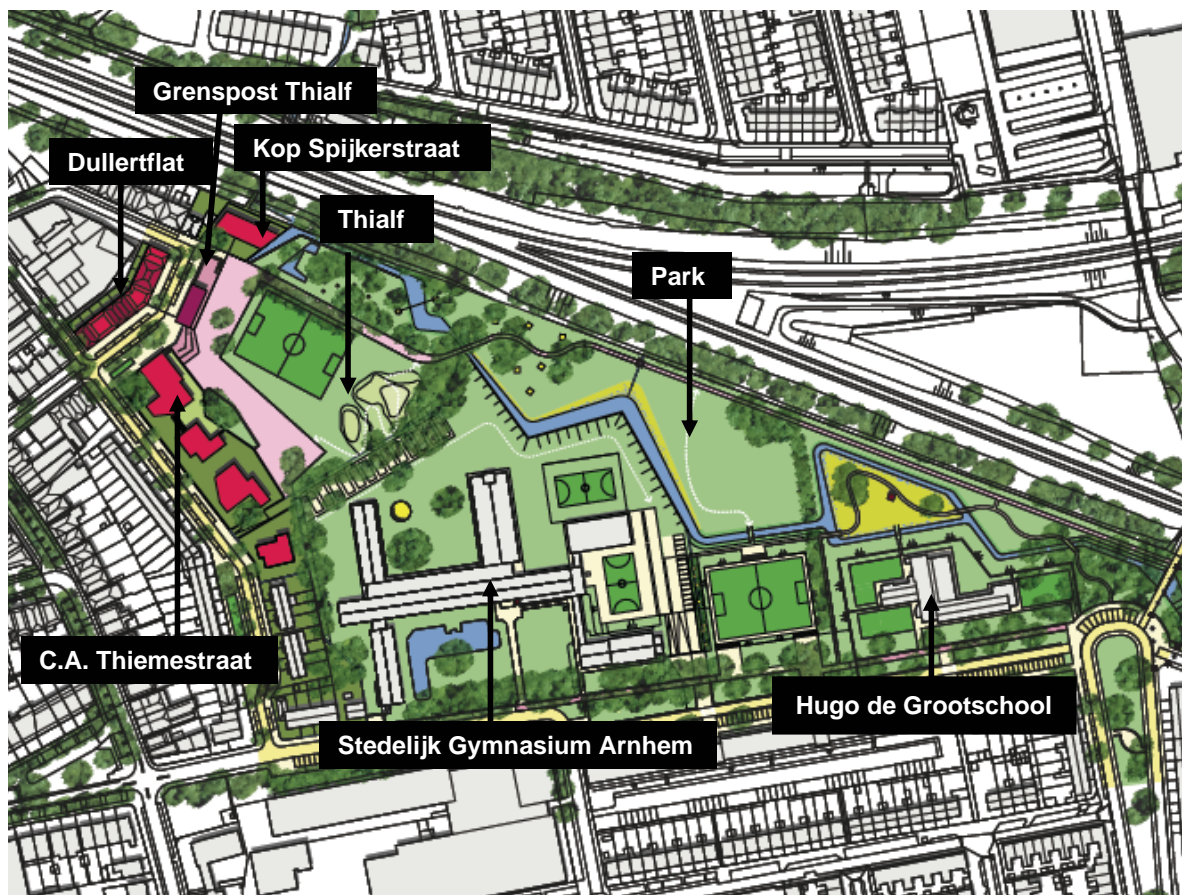 Grenspost Thialf
Kop Spijkerstraat
Dullertflat
Thialf
Park
C.A. Thiemestraat
Hugo de Grootschool
Stedelijk Gymnasium Arnhem